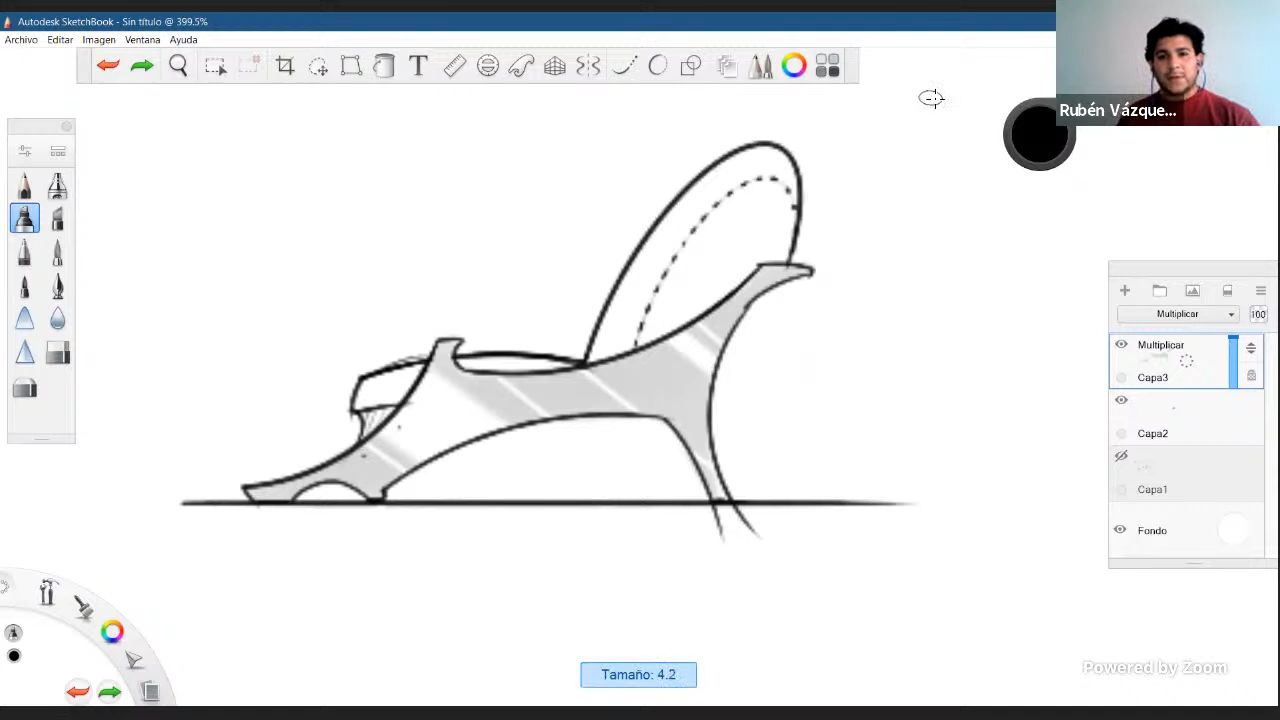 Autodesk SketchBook - Sin título @ 399.5%
Archivo Editar Imagen Ventana Ayuda
T
Rubén Vázque...
Multiplicar 100
Multiplicar
Capa3
Capa2
Capa1
Fondo
Tamaño: 4.2
Powered by Zoom